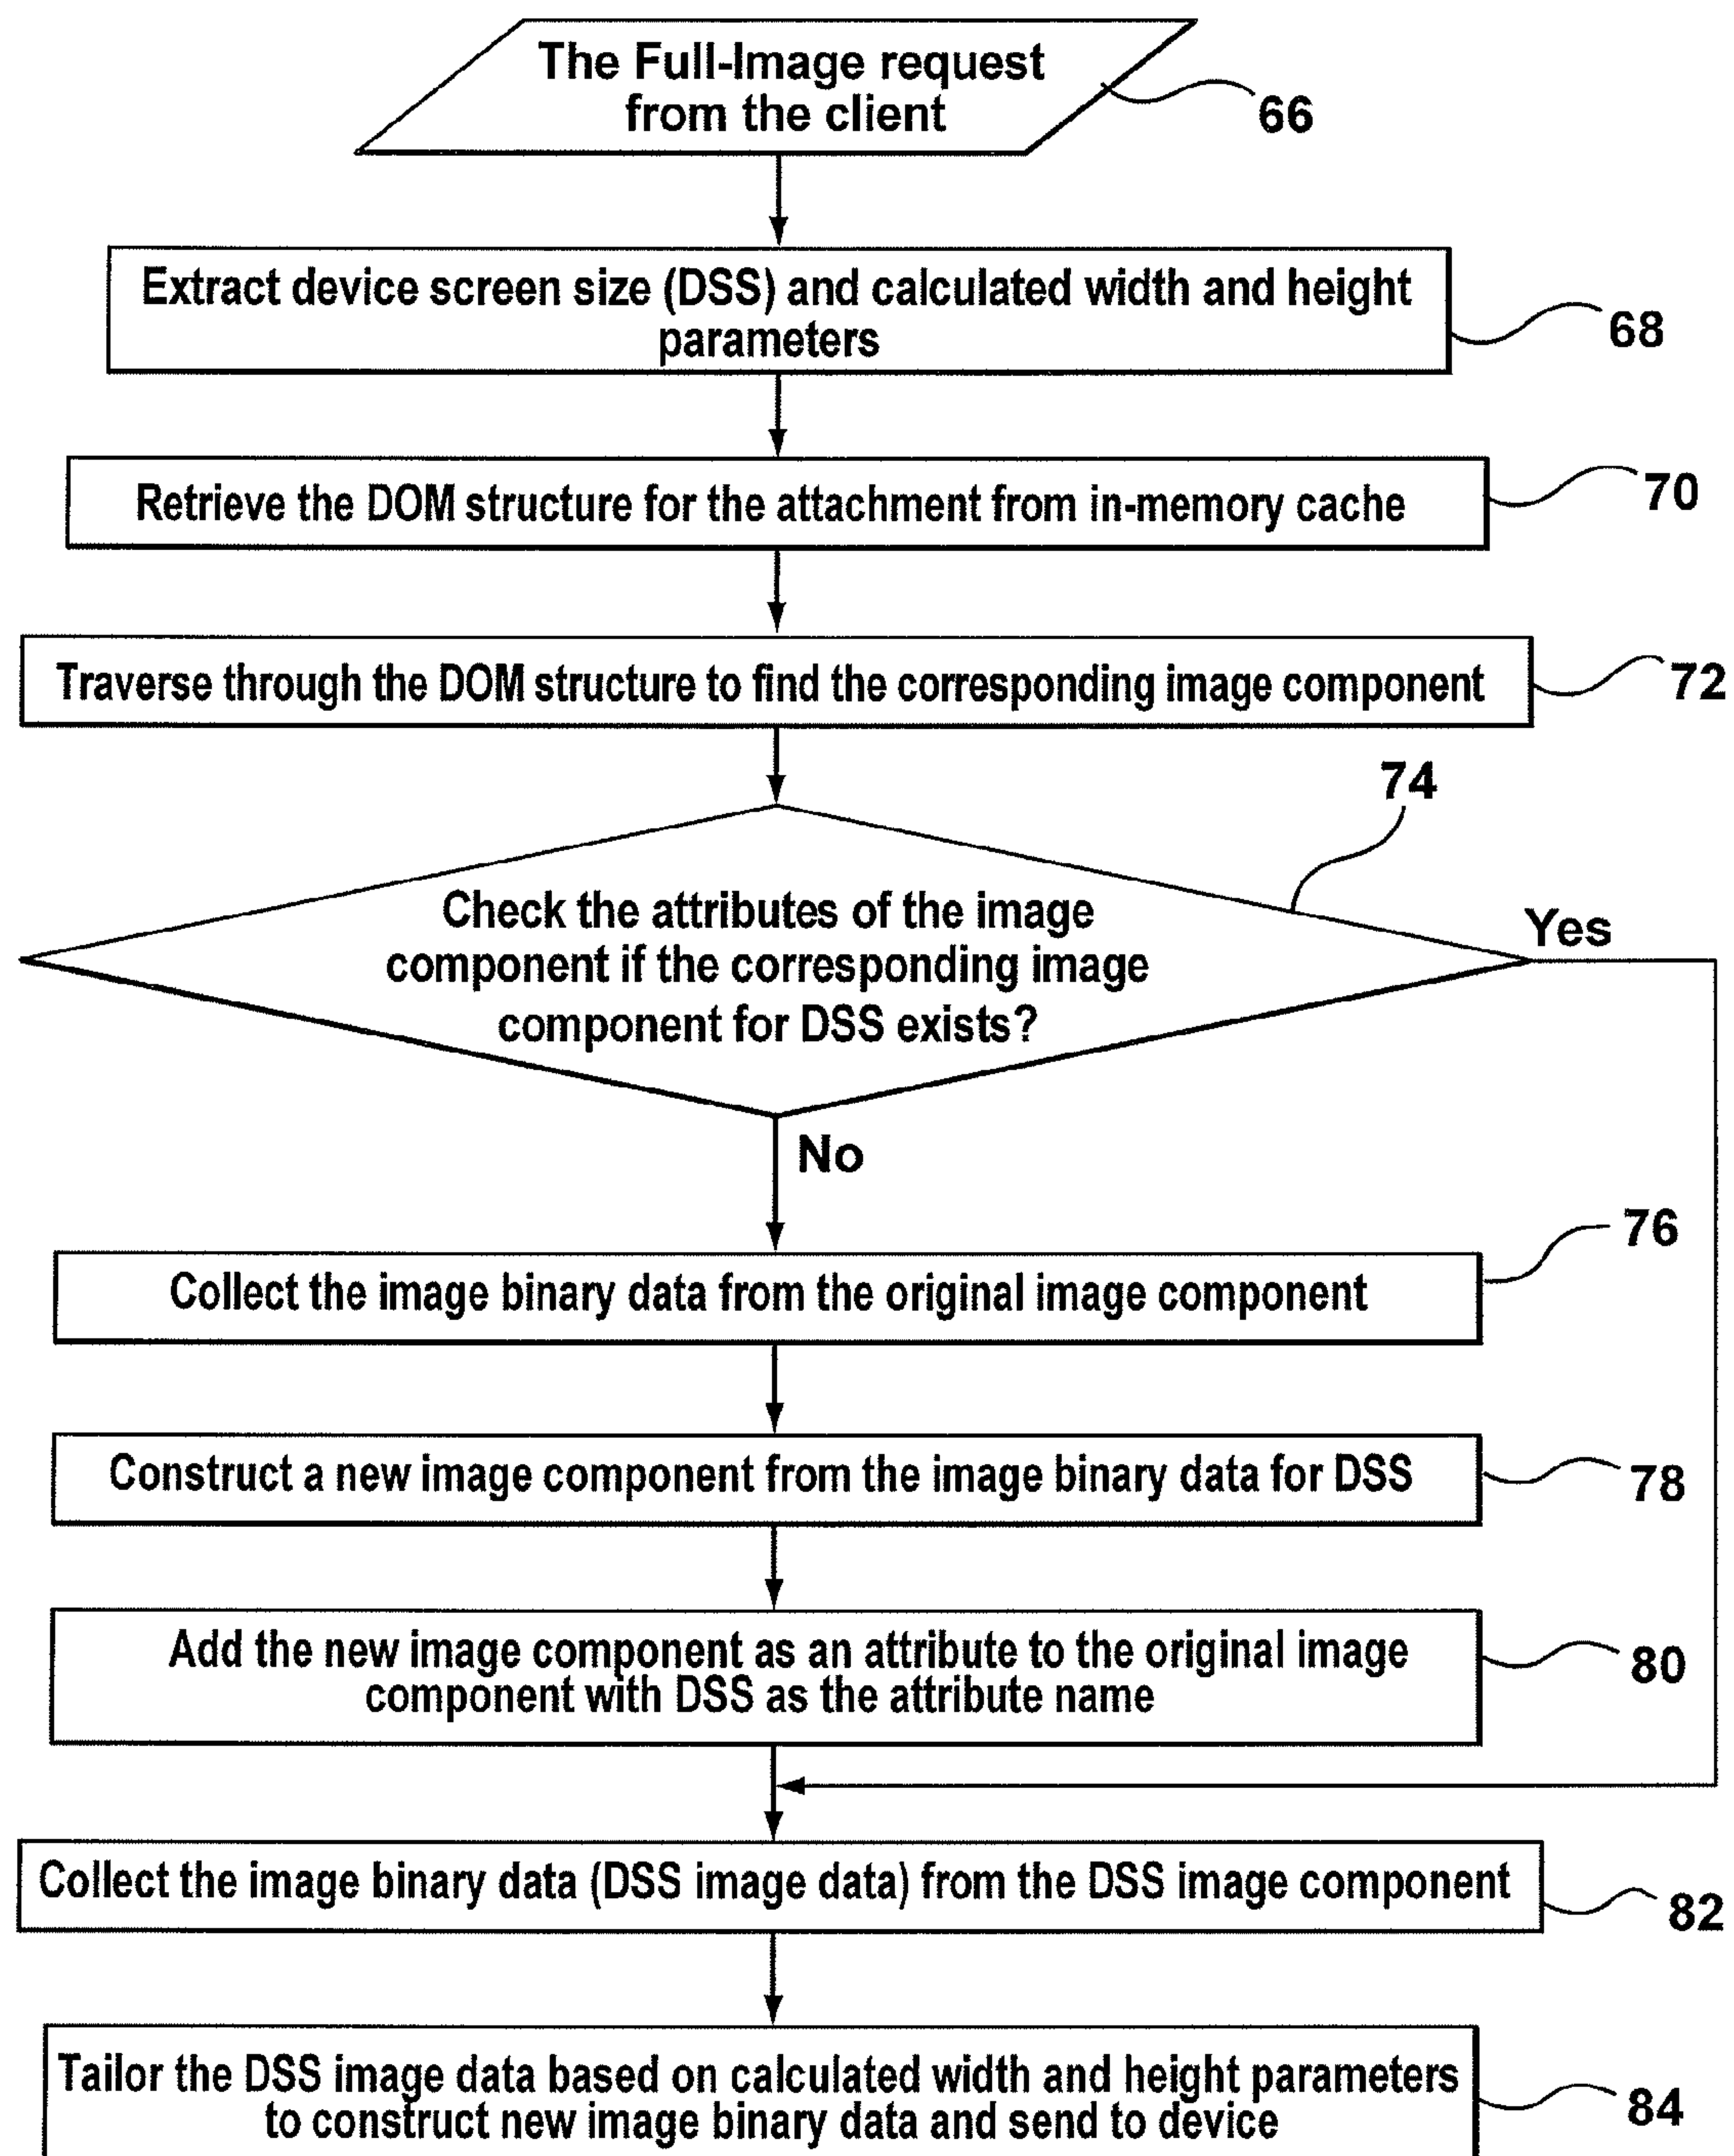 The Full-Image request
from the client
66
Extract device screen size (DSS) and calculated width and height
parameters
68
Retrieve the DOM structure for the attachment from in-memory cache
70
Traverse through the DOM structure to find the corresponding image component
72
74
Check the attributes of the image
component if the corresponding image
component for DSS exists?
Yes
No
76
Collect the image binary data from the original image component
Construct a new image component from the image binary data for DSS
78
Add the new image component as an attribute to the original image
component with DSS as the attribute name
80
Collect the image binary data (DSS image data) from the DSS image component
82
Tailor the DSS image data based on calculated width and height parameters
to construct new image binary data and send to device
84